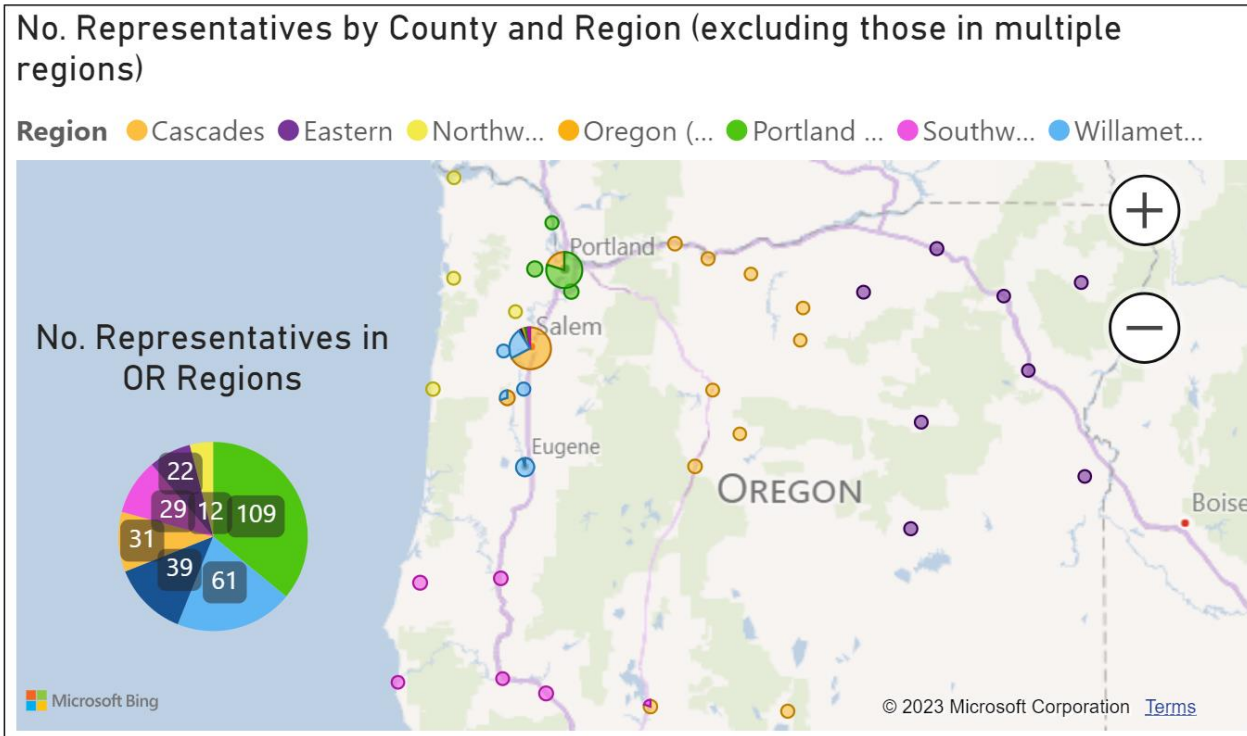 No. Representatives by County and Region (excluding those in multiple
regions)
Region Cascades Eastern Northw... Oregon (... Portland ... Southw... Willamet...
Portland
Salem
No. Representatives in
OR Regions
Eugene
OREGON
Boise
22
29 12 109
31
39 61
Microsoft Bing
© 2023 Microsoft Corporation Terms